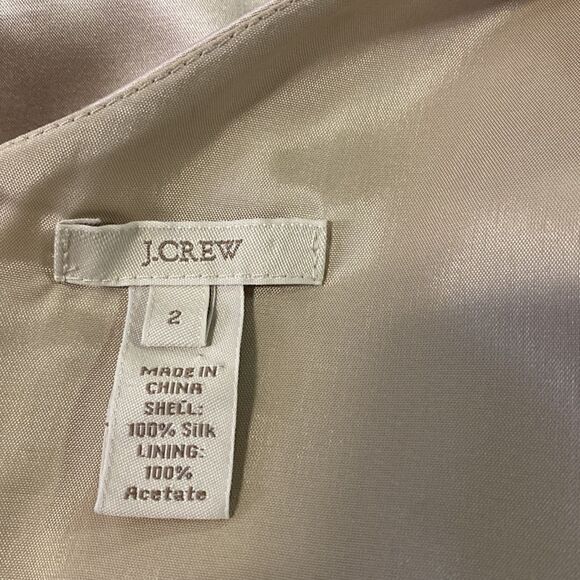 J.CREW
2
MADE IN
CHINA
SHELL:
100% Silk
LINING:
100%
Acetate